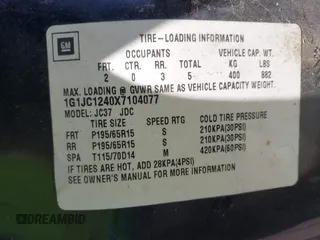 GM
TIRE-LOADING INFORMATION
OCCUPANTS VEHICLE CAP. WT.
FRT. CTR. RR. TOTAL KG LBS
2 0 3 5 400 882
MAX. LOADING @ GVWR SAME AS VEHICLE CAPACITY WEIGHT.
1G1JC1240X7104077
MODEL: JC37 JDC
TIRE SIZE SPEED RTG COLD TIRE PRESSURE
FRT P195/65R15 S 210KPA(30PSI)
RR P195/65R15 S 210KPA(30PSI)
SPA T115/70D14 M 420KPA(60PSI)
IF TIRES ARE HOT, ADD 28KPA(4PSI)
SEE OWNER'S MANUAL FOR MORE INFORMATION
DREAMBID